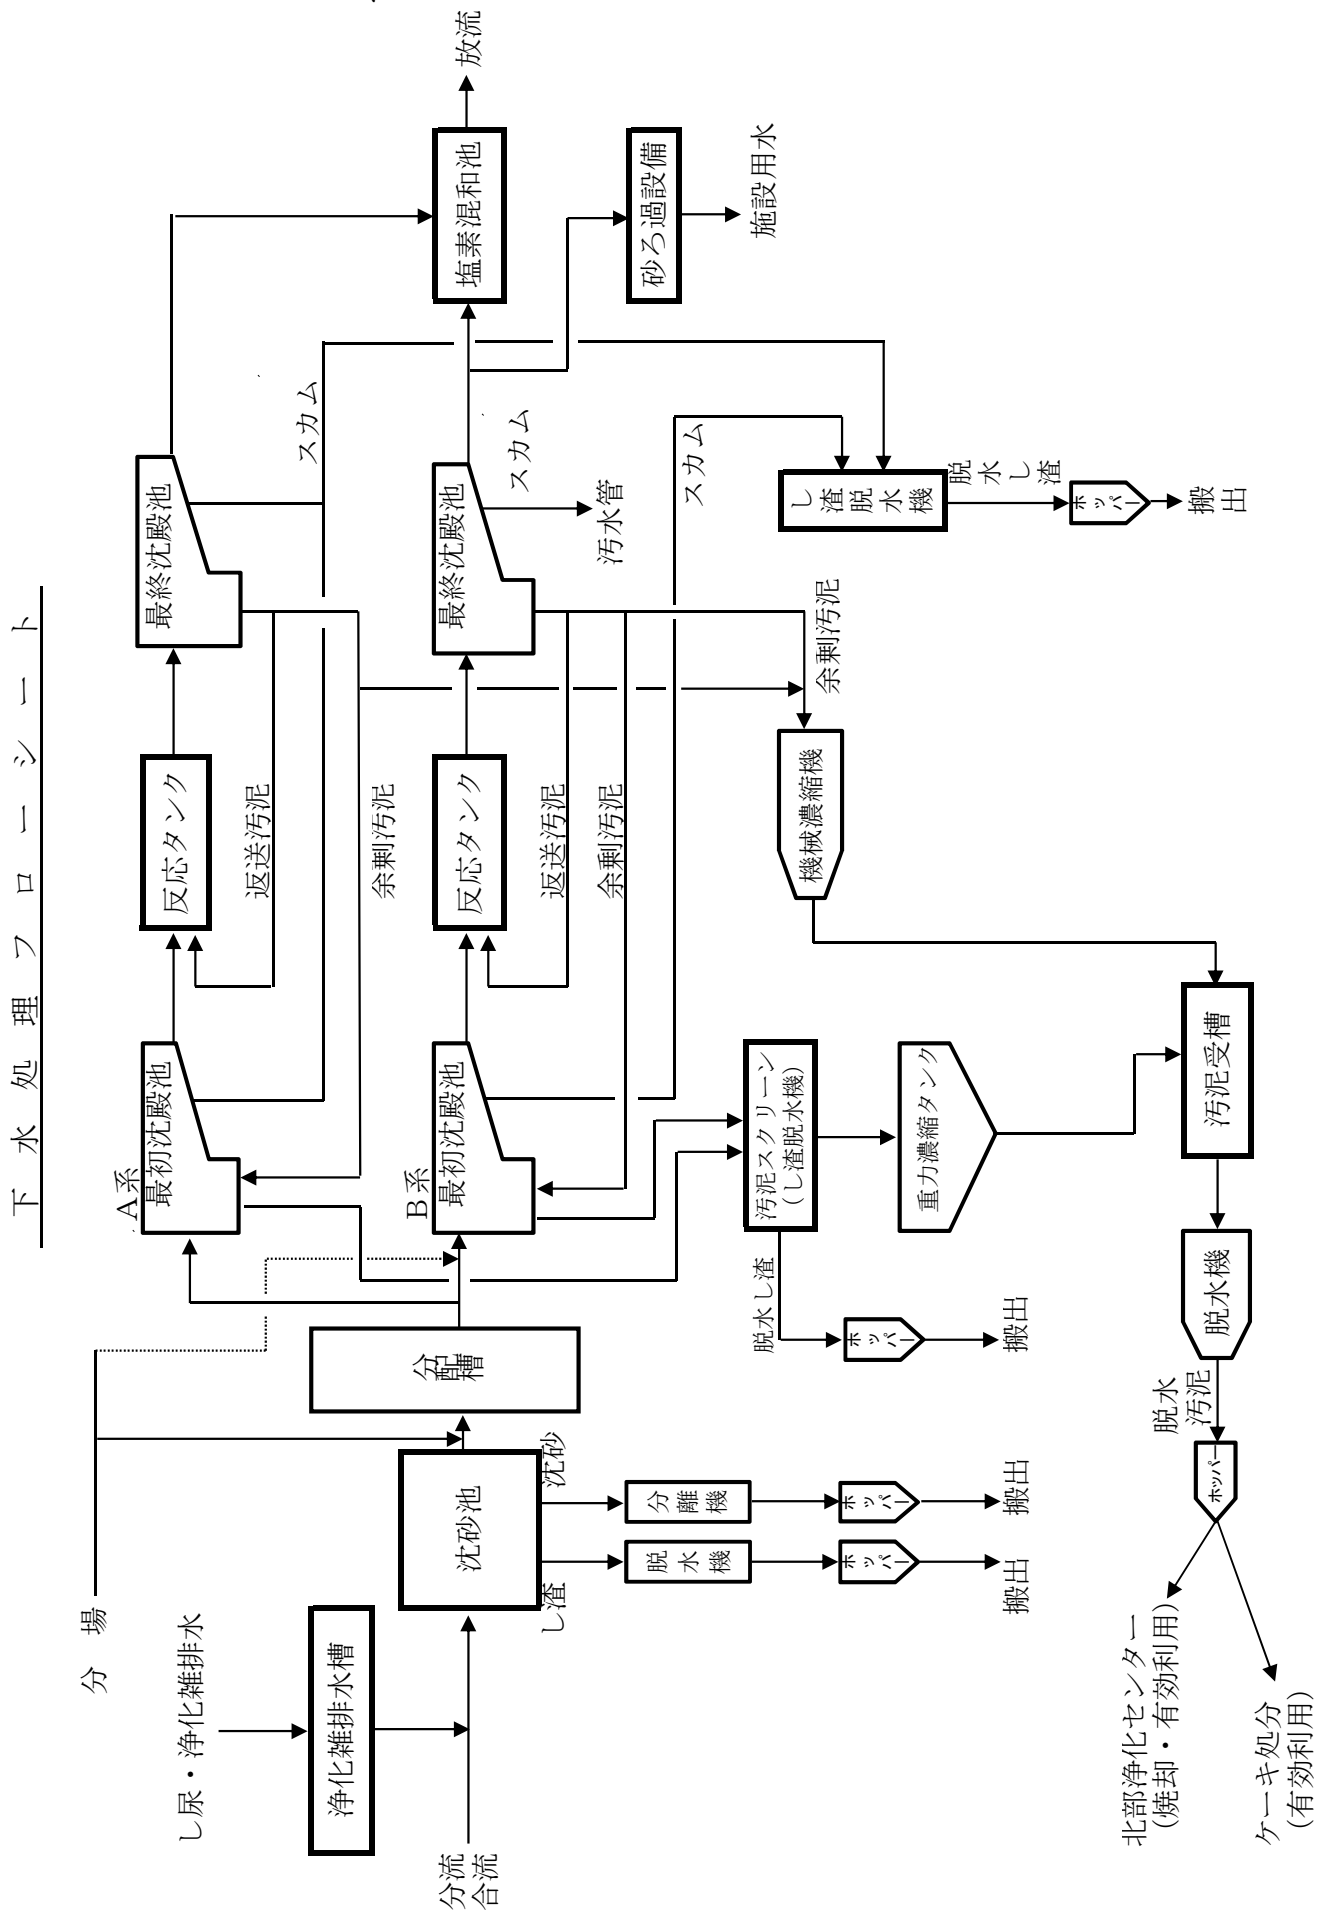 下水処理フローシート
分 場
し尿・浄化雑排水
浄化雑排水槽
分流
合流
沈砂池
し渣
沈砂
脱水機
分離機
ホッパー
ホッパー
搬出
搬出
分配槽
A系
最初沈殿池
反応タンク
返送汚泥
余剰汚泥
最終沈殿池
スカム
B系
最初沈殿池
反応タンク
返送汚泥
余剰汚泥
最終沈殿池
スカム
汚水管
スカム
塩素混和池
放流
砂ろ過設備
施設用水
汚泥スクリーン
(し渣脱水機)
脱水し渣
ホッパー
搬出
重力濃縮タンク
余剰汚泥
機械濃縮機
し渣脱水機
脱水し渣
ホッパー
搬出
汚泥受槽
脱水機
脱水
汚泥
ホッパー
北部浄化センター
(焼却・有効利用)
ケーキ処分
(有効利用)